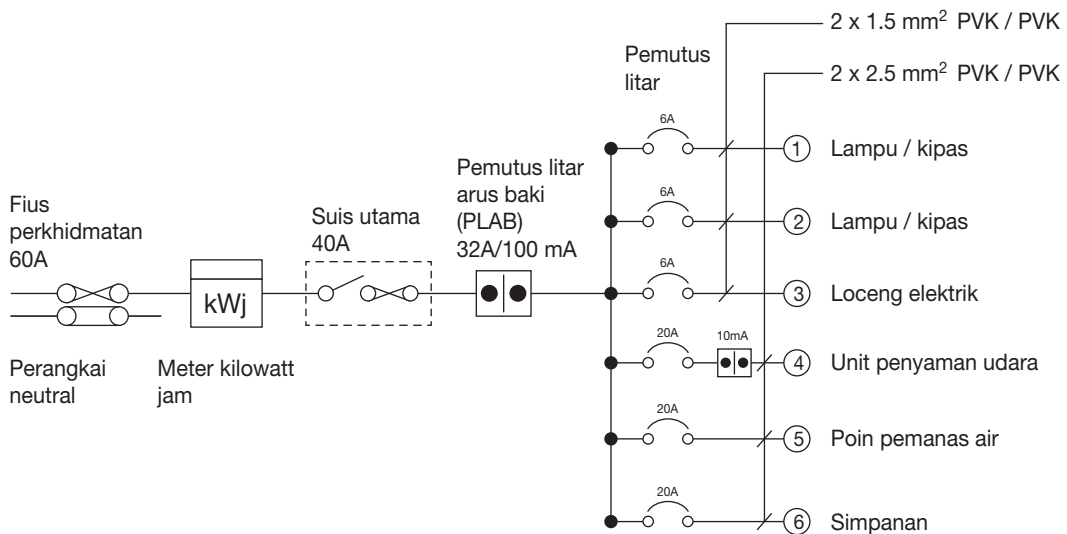 2 x 1.5 mm² PVK / PVK
2 x 2.5 mm² PVK / PVK
Pemutus
litar
6A
1 Lampu / kipas
6A
2 Lampu / kipas
6A
3 Loceng elektrik
20A
10mA
4 Unit penyaman udara
20A
5 Poin pemanas air
20A
6 Simpanan
Pemutus litar
arus baki
(PLAB)
32A/100 mA
Suis utama
40A
Fius
perkhidmatan
60A
kWj
Perangkai
neutral
Meter kilowatt
jam